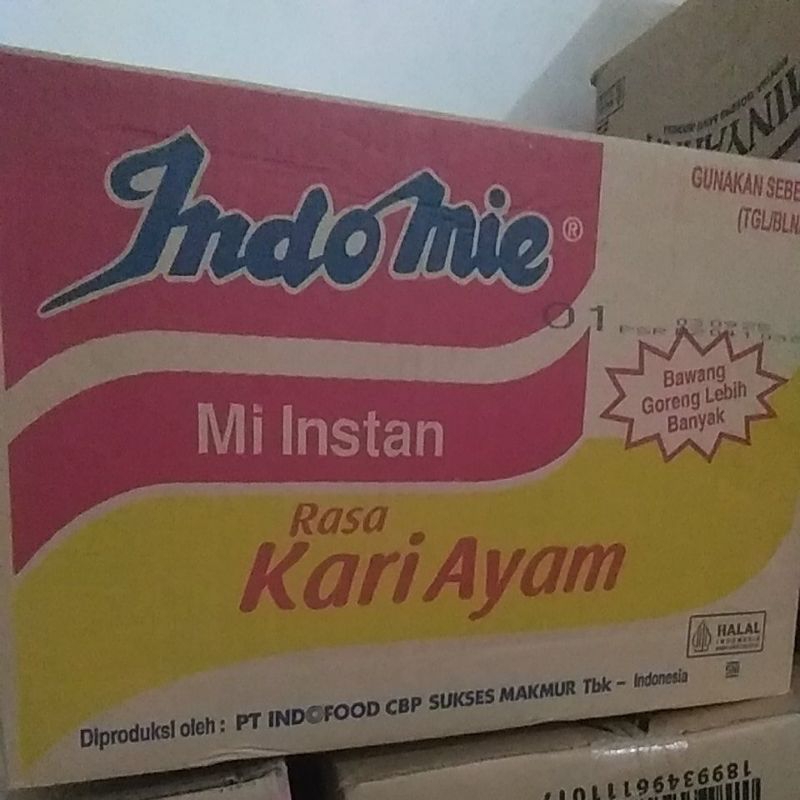 IndoMie®
Mi Instan
Rasa
Kari Ayam
GUNAKAN
(TGL/BLN
01
Bawang
Goreng Lebih
Banyak
HALAL
INDONESIA
Diproduksi oleh : PT INDOFOOD CBP SUKSES MAKMUR Tbk – Indonesia